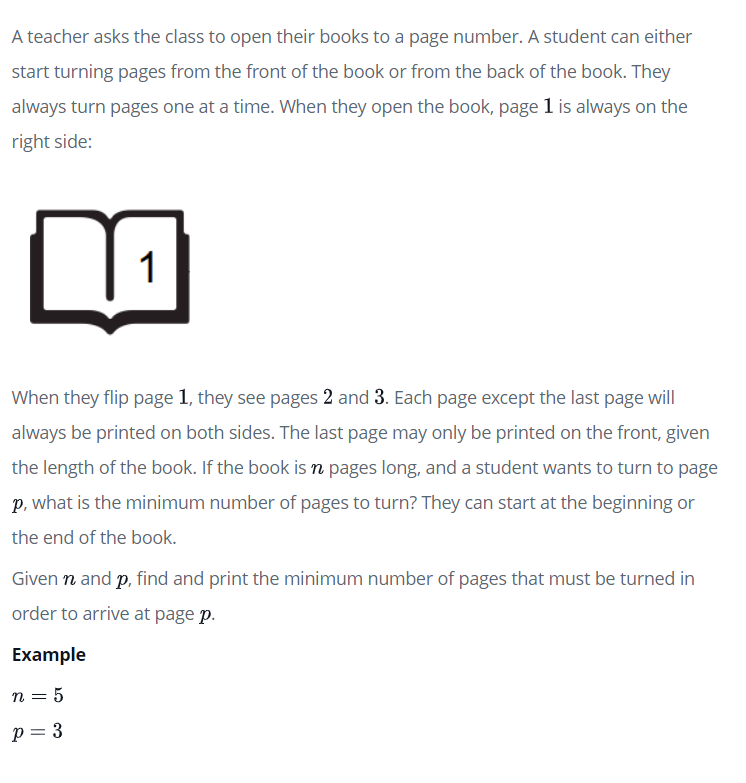 A teacher asks the class to open their books to a page number. A student can either
start turning pages from the front of the book or from the back of the book. They
always turn pages one at a time. When they open the book, page 1 is always on the
right side:
1
When they flip page 1, they see pages 2 and 3. Each page except the last page will
always be printed on both sides. The last page may only be printed on the front, given
the length of the book. If the book is n pages long, and a student wants to turn to page
p, what is the minimum number of pages to turn? They can start at the beginning or
the end of the book.
Given n and p, find and print the minimum number of pages that must be turned in
order to arrive at page p.
Example
n = 5
p = 3